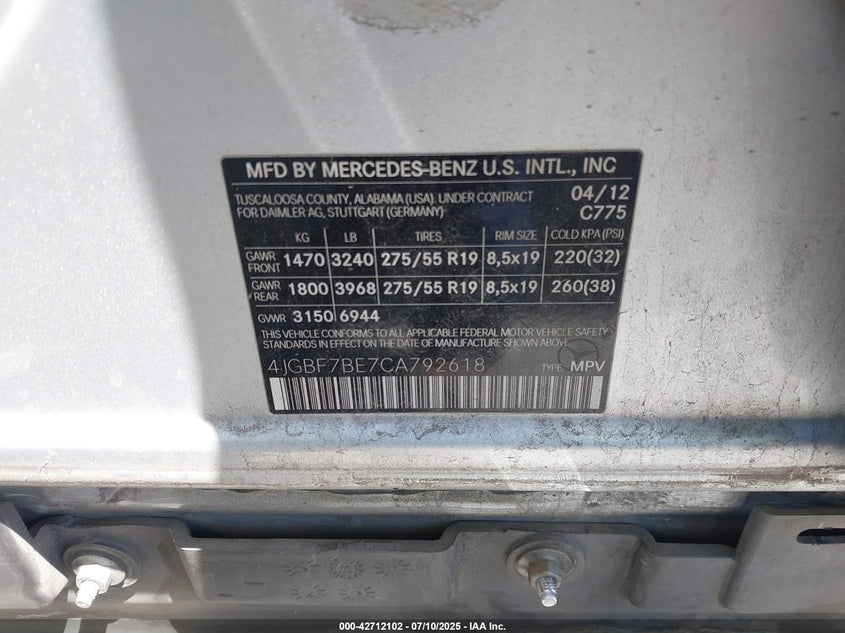 MFD BY MERCEDES-BENZ U.S. INTL., INC
TUSCALOOSA COUNTY, ALABAMA (USA). UNDER CONTRACT 04/12
FOR DAIMLER AG, STUTTGART (GERMANY) C775
KG LB TIRES RIM SIZE COLD KPA (PSI)
GAWR FRONT 1470 3240 275/55 R19 8,5x19 220(32)
GAWR REAR 1800 3968 275/55 R19 8,5x19 260(38)
GVWR 3150 6944
THIS VEHICLE CONFORMS TO ALL APPLICABLE FEDERAL MOTOR VEHICLE SAFETY
STANDARDS IN EFFECT ON THE DATE OF MANUFACTURE SHOWN ABOVE.
4JGBF7BE7CA792618 TYPE: MPV
000-42712102 - 07/10/2025 - IAA Inc.